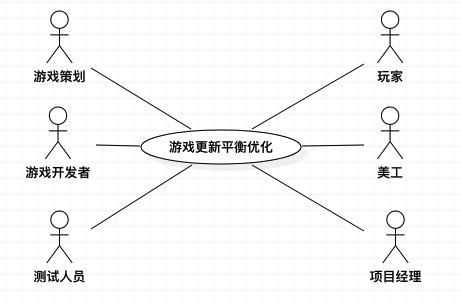 游戏策划
玩家
游戏开发者
游戏更新平衡优化
美工
测试人员
项目经理